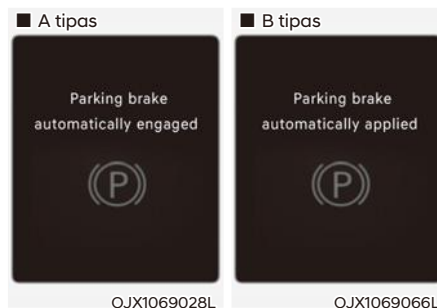 ■ A tipas
Parking brake
automatically engaged
P
OJX1069028L
■ B tipas
Parking brake
automatically applied
P
OJX1069066L